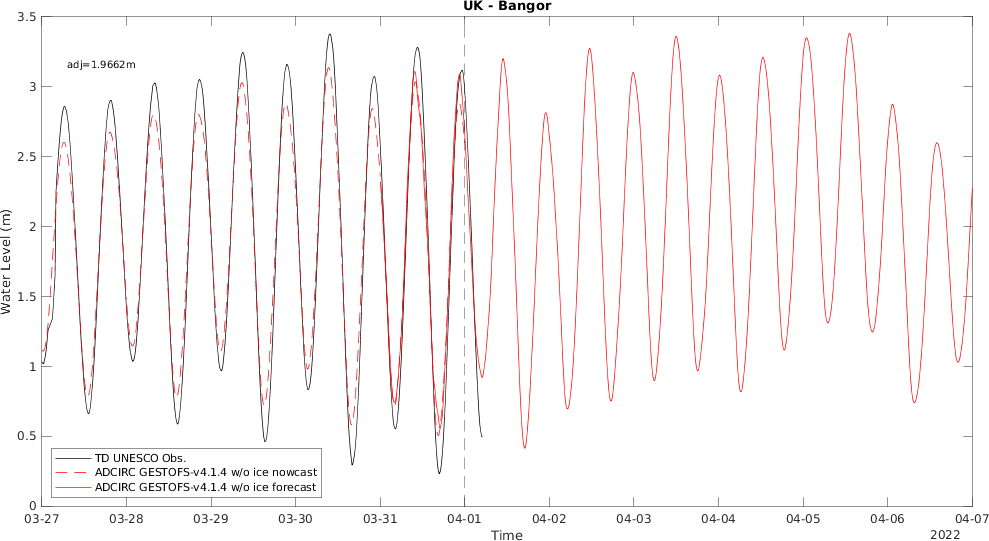 UK - Bangor
adj=1.9662m
Water Level (m)
3.5
3
2.5
2
1.5
1
0.5
0
TD UNESCO Obs.
ADCIRC GESTOFS-v4.1.4 w/o ice nowcast
ADCIRC GESTOFS-v4.1.4 w/o ice forecast
03-27 03-28 03-29 03-30 03-31 04-01 04-02 04-03 04-04 04-05 04-06 04-07
Time
2022